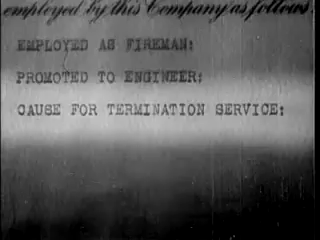 employed by this Company as follows:
EMPLOYED AS FIREMAN:
PROMOTED TO ENGINEER:
CAUSE FOR TERMINATION SERVICE: